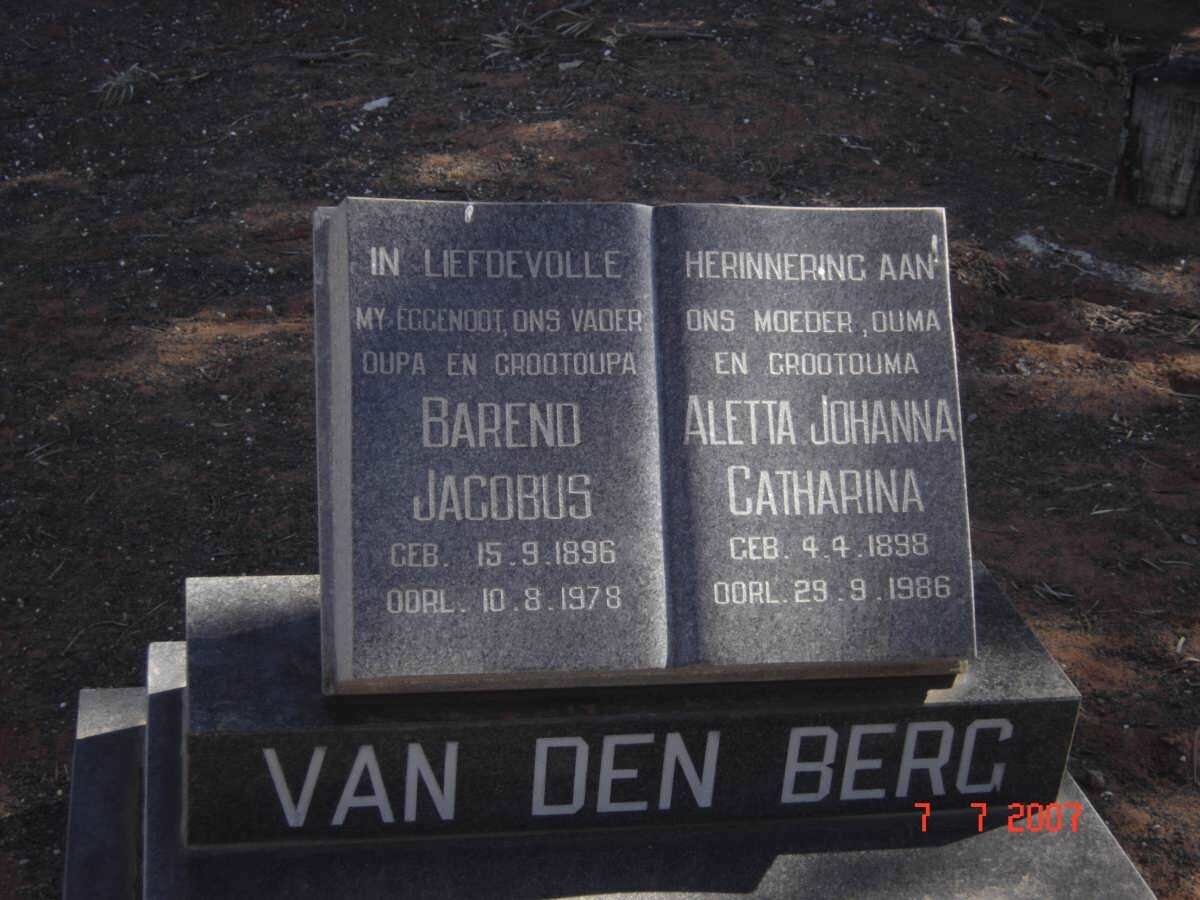 IN LIEFDEVOLLE
MY EGGENOOT, ONS VADER
OUPA EN GROOTOUPA
BAREND
JACOBUS
GEB. 15.9.1896
OORL. 10.8.1978
HERINNERING AAN
ONS MOEDER, OUMA
EN GROOTOUMA
ALETTA JOHANNA
CATHARINA
GEB. 4.4.1898
OORL. 29.9.1986
VAN DEN BERG
7 7 2007